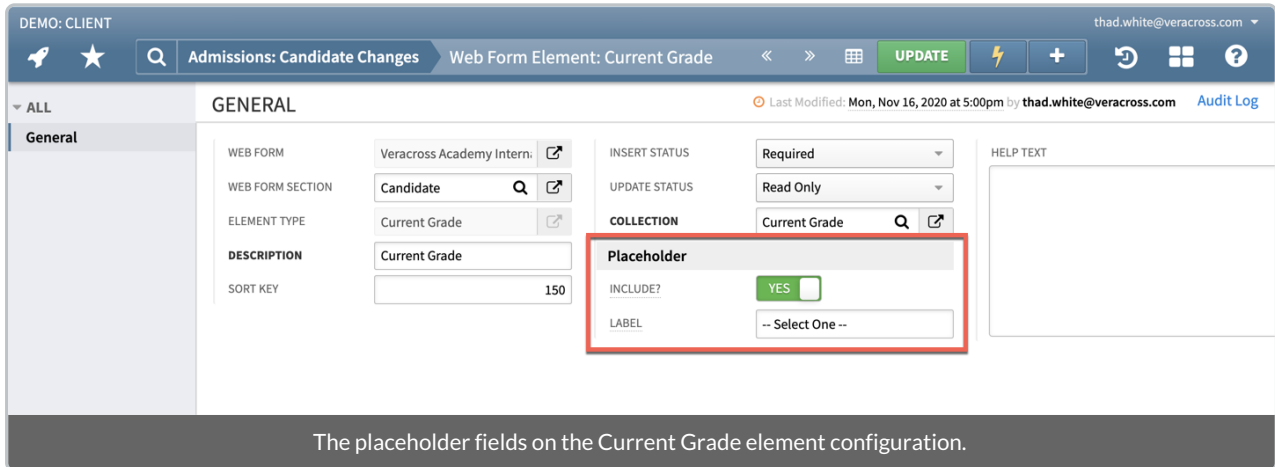 DEMO: CLIENT
thad.white@veracross.com
Admissions: Candidate Changes
Web Form Element: Current Grade
UPDATE
ALL
General
GENERAL
Last Modified: Mon, Nov 16, 2020 at 5:00pm by thad.white@veracross.com
Audit Log
WEB FORM
Veracross Academy Intern
WEB FORM SECTION
Candidate
ELEMENT TYPE
Current Grade
DESCRIPTION
Current Grade
SORT KEY
150
INSERT STATUS
Required
UPDATE STATUS
Read Only
COLLECTION
Current Grade
Placeholder
INCLUDE?
YES
LABEL
-- Select One --
HELP TEXT
The placeholder fields on the Current Grade element configuration.